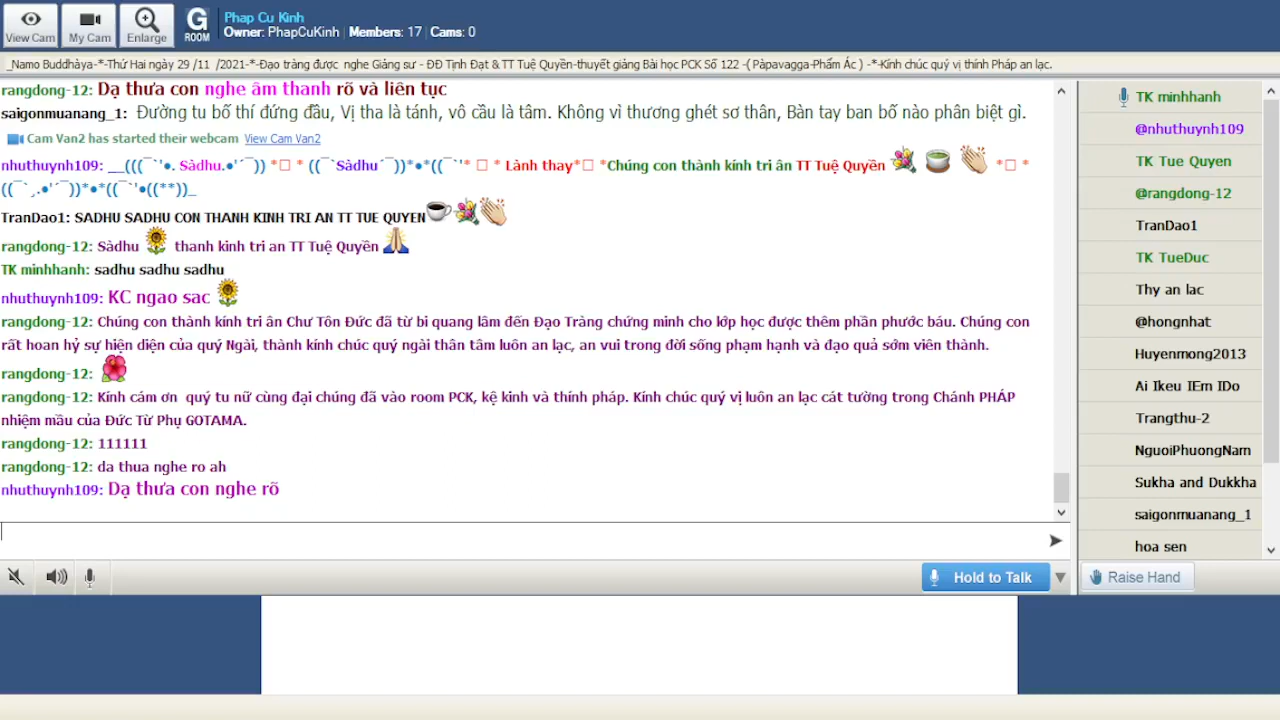 View Cam
My Cam
Enlarge
G
ROOM
Phap Cu Kinh
Owner: PhapCuKinh | Members: 17 | Cams: 0
_Namo Buddhàya-*-Thứ Hai ngày 29 /11 /2021-*-Đạo tràng được nghe Giảng sư - ĐĐ Tịnh Đạt & TT Tuệ Quyền-thuyết giảng Bài học PCK Số 122 -( Pàpavagga-Phẩm Ác ) -*-Kính chúc quý vị thính Pháp an lạc.
rangdong-12: Dạ thưa con nghe âm thanh rõ và liên tục
saigonmuanang_1: Đường tu bố thí đứng đầu, Vị tha là tánh, vô cầu là tâm. Không vì thương ghét sơ thân, Bàn tay ban bố nào phân biệt gì.
Cam Van2 has started their webcam View Cam Van2
nhuthuynh109: __(((¯`'•. Sàdhu.•'´¯)) *□ * ((¯`Sàdhu´¯))*•*((¯`'* □ * Lành thay*□ *Chúng con thành kính tri ân TT Tuệ Quyền 💐 🍵 👏 *□ *
((¯`¸.•'´¯))*•*((¯`'•((**))_
TranDao1: SADHU SADHU CON THANH KINH TRI AN TT TUE QUYEN☕💐👏
rangdong-12: Sàdhu 🌻 thanh kinh tri an TT Tuệ Quyền 🙏
TK minhhanh: sadhu sadhu sadhu
nhuthuynh109: KC ngao sac 🌻
rangdong-12: Chúng con thành kính tri ân Chư Tôn Đức đã từ bi quang lâm đến Đạo Tràng chứng minh cho lớp học được thêm phần phước báu. Chúng con
rất hoan hỷ sự hiện diện của quý Ngài, thành kính chúc quý ngài thân tâm luôn an lạc, an vui trong đời sống phạm hạnh và đạo quả sớm viên thành.
rangdong-12: 🌺
rangdong-12: Kính cám ơn quý tu nữ cùng đại chúng đã vào room PCK, kệ kinh và thính pháp. Kính chúc quý vị luôn an lạc cát tường trong Chánh PHÁP
nhiệm mầu của Đức Từ Phụ GOTAMA.
rangdong-12: 111111
rangdong-12: da thua nghe ro ah
nhuthuynh109: Dạ thưa con nghe rõ
Hold to Talk
TK minhhanh
@nhuthuynh109
TK Tue Quyen
@rangdong-12
TranDao1
TK TueDuc
Thy an lac
@hongnhat
Huyenmong2013
Ai Ikeu IEm IDo
Trangthu-2
NguoiPhuongNam
Sukha and Dukkha
saigonmuanang_1
hoa sen
Raise Hand